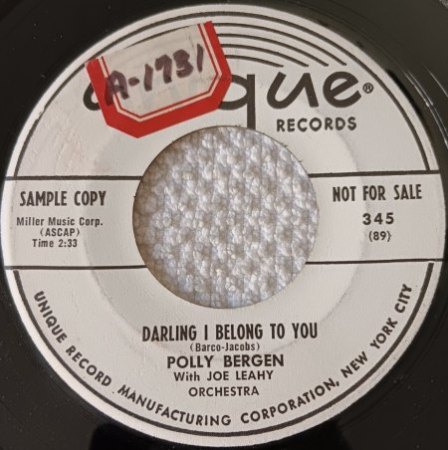 A-1731
que®
RECORDS
SAMPLE COPY
Miller Music Corp.
(ASCAP)
Time 2:33
NOT FOR SALE
345
(89)
DARLING I BELONG TO YOU
(Barco-Jacobs)
POLLY BERGEN
With JOE LEAHY
ORCHESTRA
UNIQUE RECORD MANUFACTURING CORPORATION, NEW YORK CITY